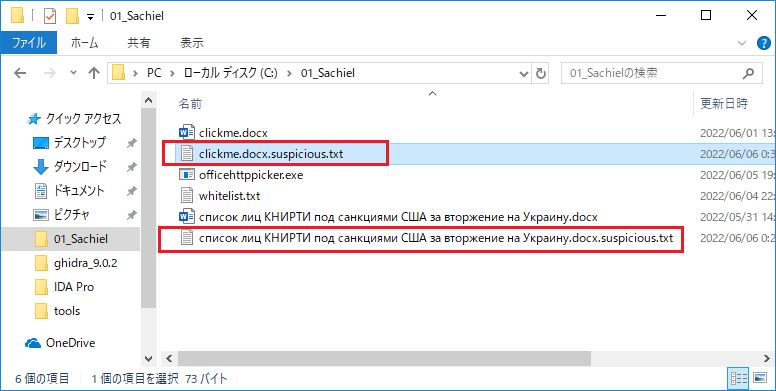 01_Sachiel
ファイル ホーム 共有 表示
PC ローカル ディスク (C:) 01_Sachiel 01_Sachielの検索
名前 更新日時
クイック アクセス
デスクトップ
ダウンロード
ドキュメント
ピクチャ
01_Sachiel
ghidra_9.0.2
IDA Pro
tools
OneDrive
clickme.docx 2022/06/01 13:
clickme.docx.suspicious.txt 2022/06/06 0:3
officehttppicker.exe 2022/06/05 19:
whitelist.txt 2022/06/04 22:
список лиц КНИРТИ под санкциями США за вторжение на Украину.docx 2022/05/31 14:
список лиц КНИРТИ под санкциями США за вторжение на Украину.docx.suspicious.txt 2022/06/06 0:2
6 個の項目 1 個の項目を選択 73 バイト